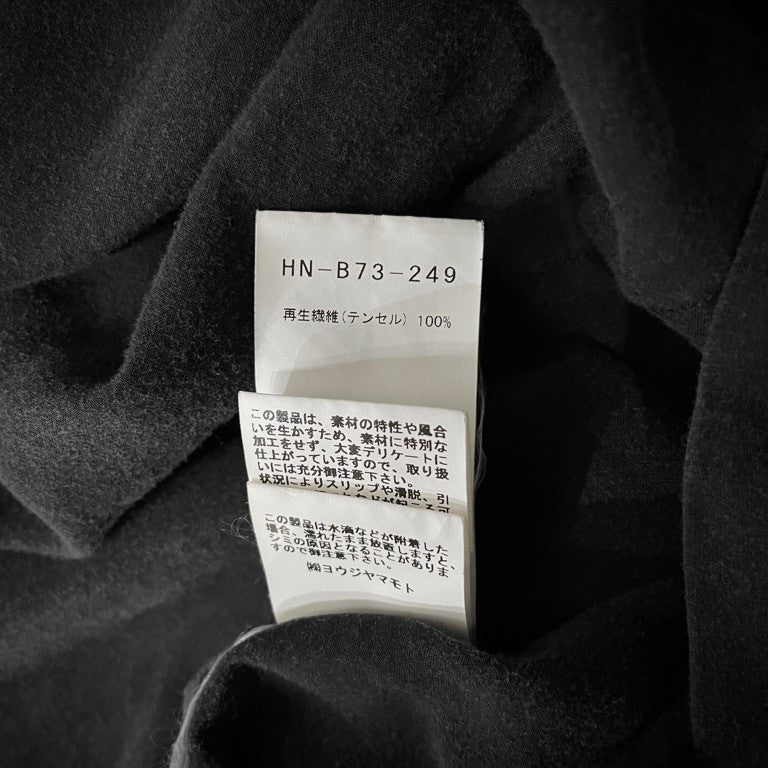 HN-B73-249
再生繊維(テンセル) 100%
この製品は、素材の特性や風合
いを生かすため、素材に特別な
加工をせず、大変デリケートに
仕上がっていますので、取り扱
いには充分御注意下さい。
状況によりスリップや滑脱、引
この製品は水滴などが附着した
場合、濡れたまま放置しますと、
シミの原因となることがありま
すので御注意下さい。
㈱ヨウジヤマモト